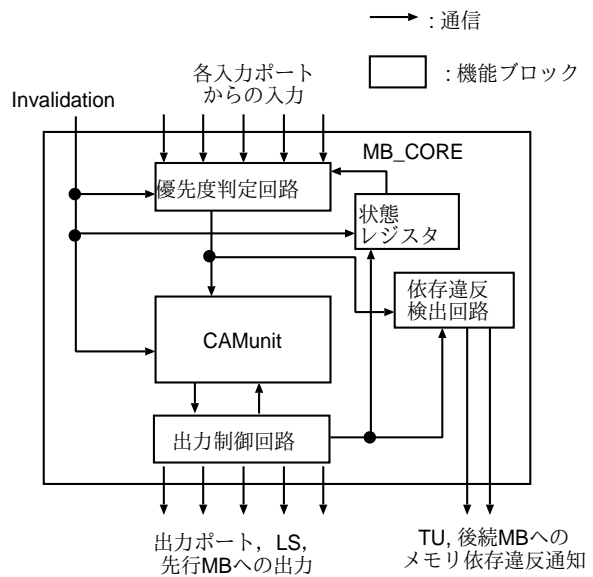 : 通信
: 機能ブロック
各入力ポート
からの入力
Invalidation
MB_CORE
優先度判定回路
状態
レジスタ
依存違反
検出回路
CAMunit
出力制御回路
出力ポート，LS，
先行MBへの出力
TU, 後続MBへの
メモリ依存違反通知